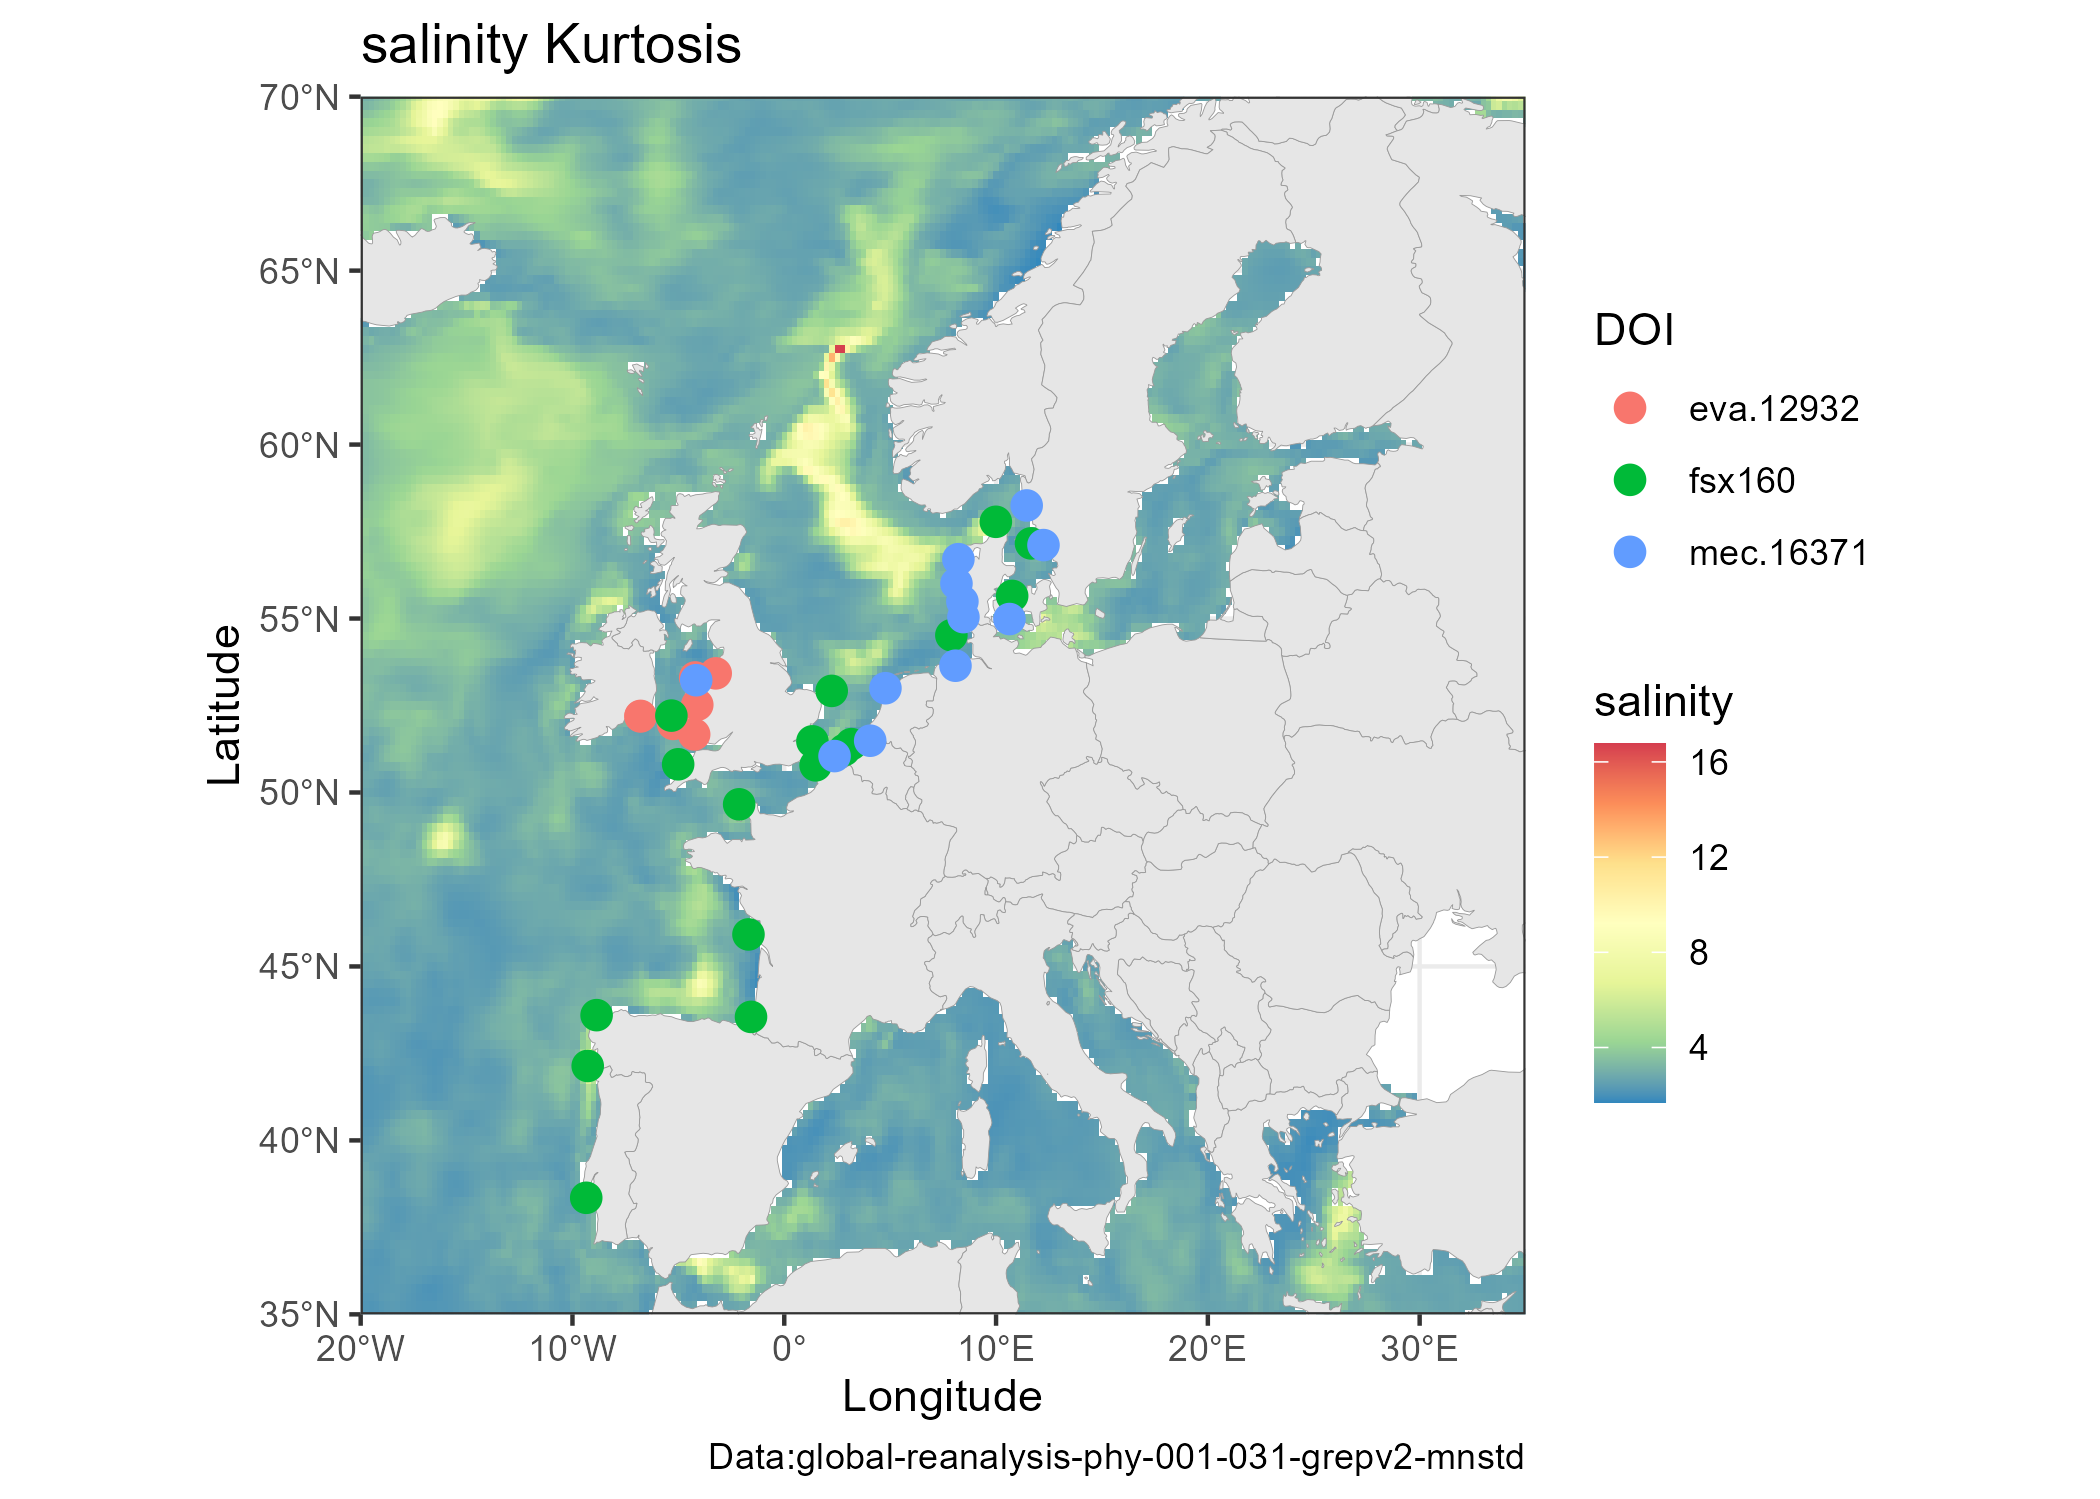 salinity Kurtosis
70°N
65°N
60°N
55°N
50°N
45°N
40°N
35°N
Latitude
20°W 10°W 0° 10°E 20°E 30°E
Longitude
Data:global-reanalysis-phy-001-031-grepv2-mnstd
DOI
eva.12932
fsx160
mec.16371
salinity
16
12
8
4